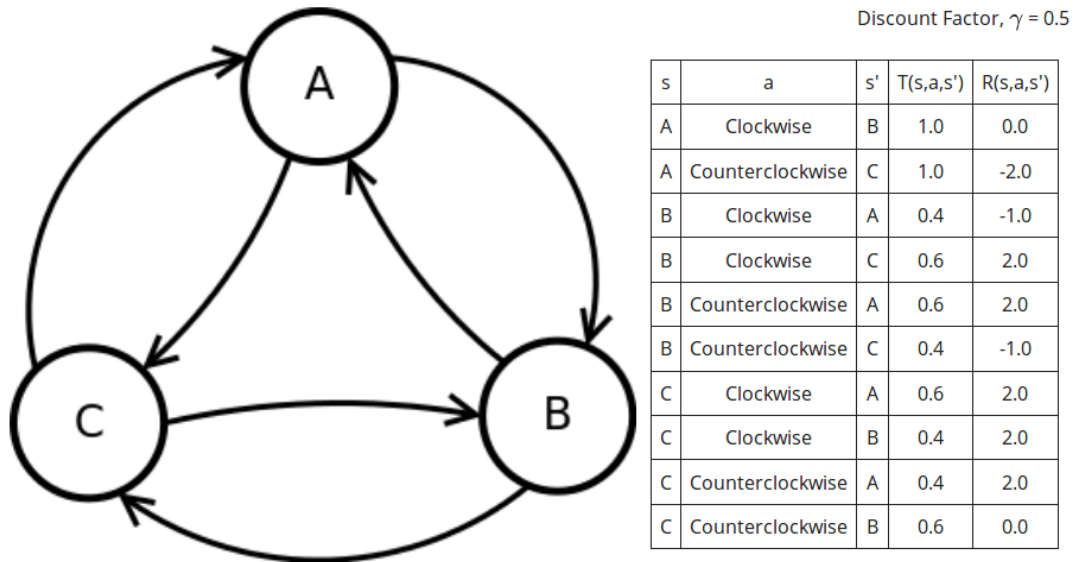 Discount Factor, γ = 0.5
A
C
B
s a s' T(s,a,s') R(s,a,s')
A Clockwise B 1.0 0.0
A Counterclockwise C 1.0 -2.0
B Clockwise A 0.4 -1.0
B Clockwise C 0.6 2.0
B Counterclockwise A 0.6 2.0
B Counterclockwise C 0.4 -1.0
C Clockwise A 0.6 2.0
C Clockwise B 0.4 2.0
C Counterclockwise A 0.4 2.0
C Counterclockwise B 0.6 0.0